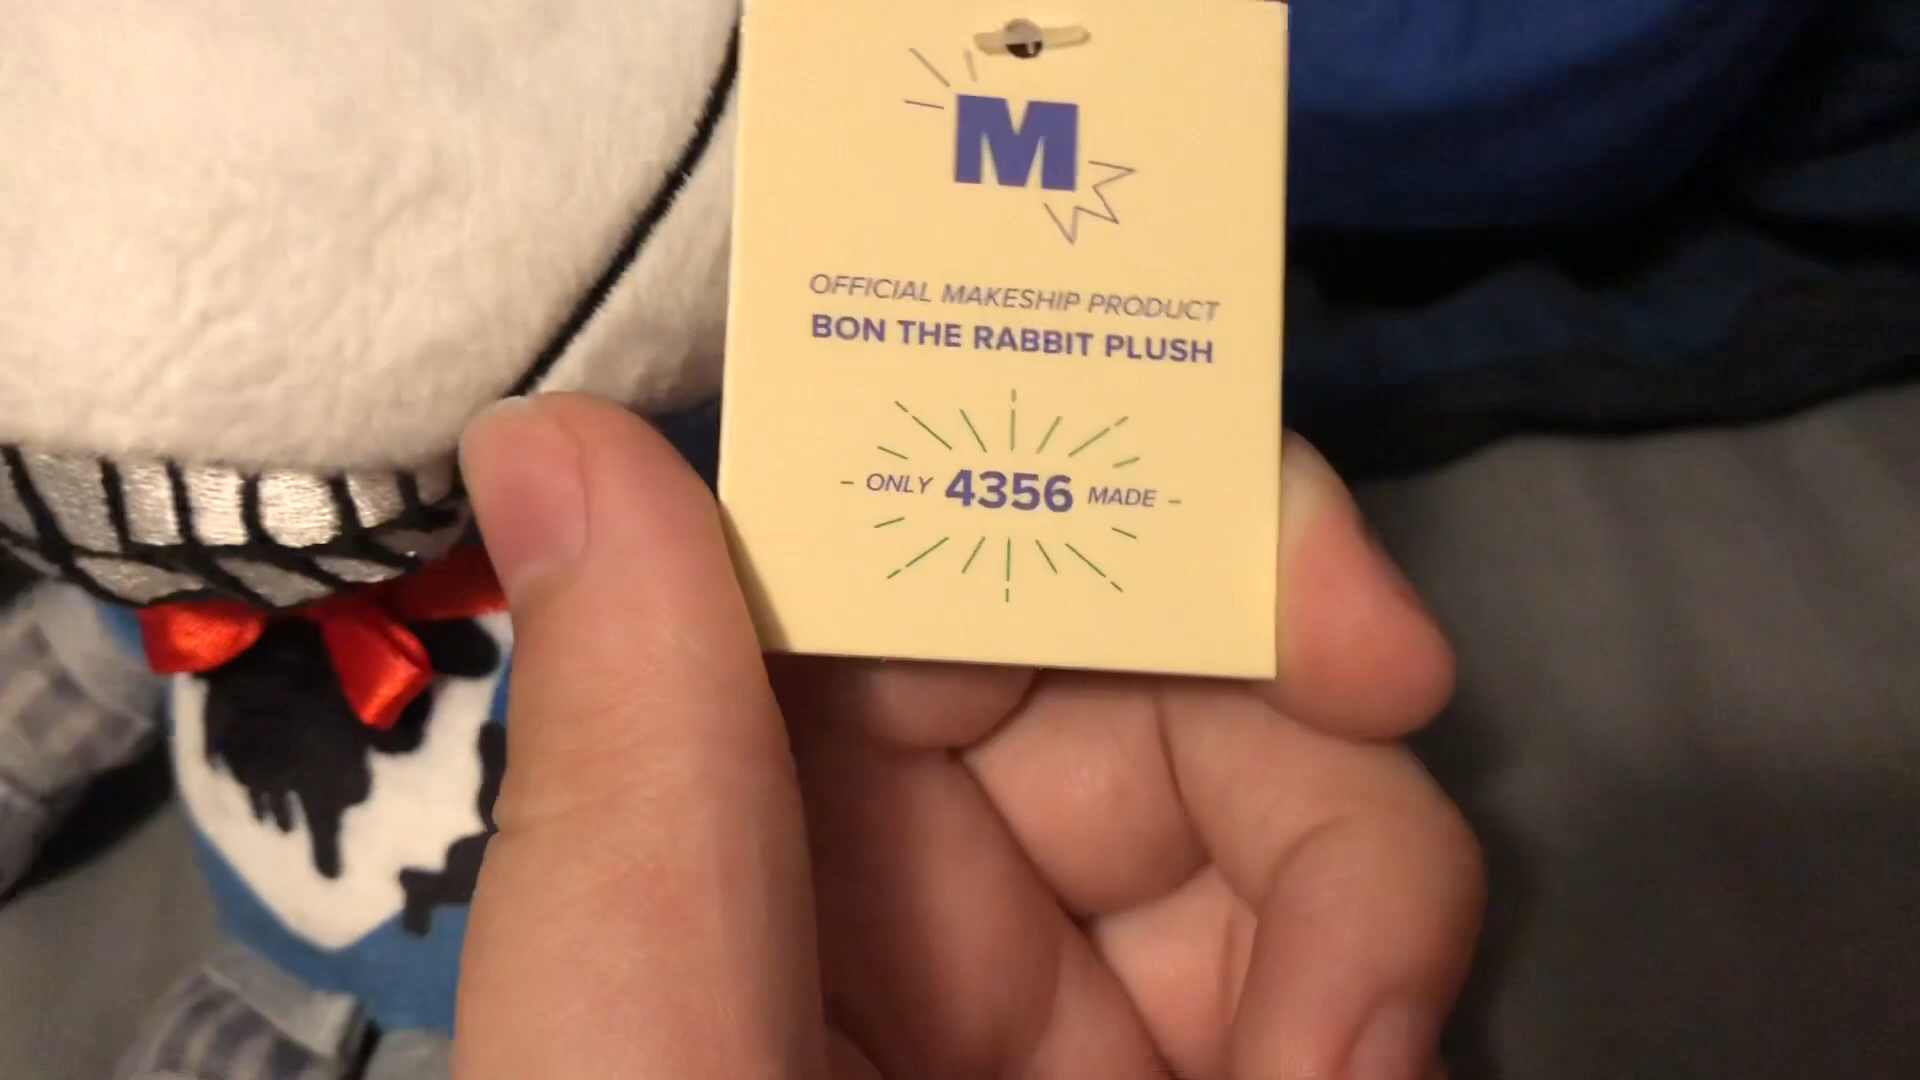 M
OFFICIAL MAKESHIP PRODUCT
BON THE RABBIT PLUSH
- ONLY 4356 MADE -